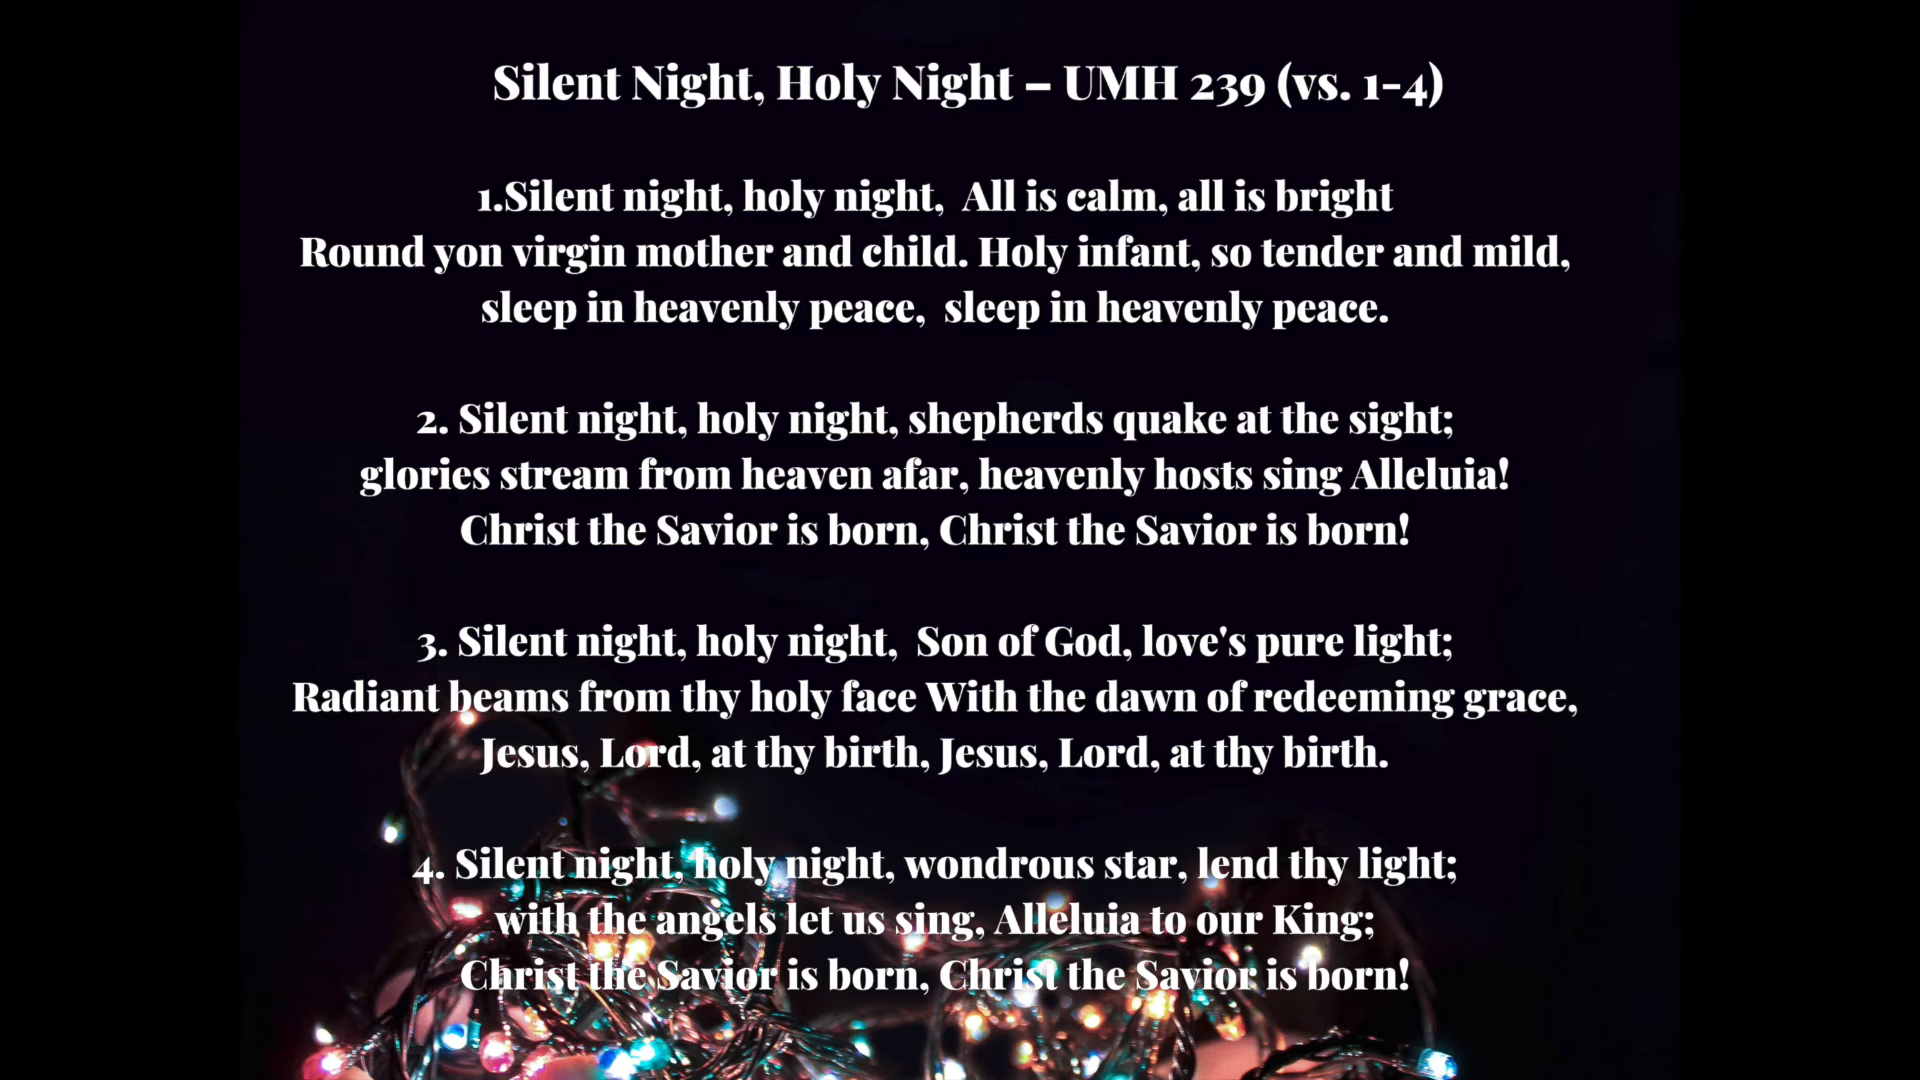 Silent Night, Holy Night – UMH 239 (vs. 1-4)
1.Silent night, holy night,  All is calm, all is bright
Round yon virgin mother and child. Holy infant, so tender and mild,
sleep in heavenly peace,  sleep in heavenly peace.
2. Silent night, holy night, shepherds quake at the sight;
glories stream from heaven afar, heavenly hosts sing Alleluia!
Christ the Savior is born, Christ the Savior is born!
3. Silent night, holy night,  Son of God, love's pure light;
Radiant beams from thy holy face With the dawn of redeeming grace,
Jesus, Lord, at thy birth, Jesus, Lord, at thy birth.
4. Silent night, holy night, wondrous star, lend thy light;
with the angels let us sing, Alleluia to our King;
Christ the Savior is born, Christ the Savior is born!